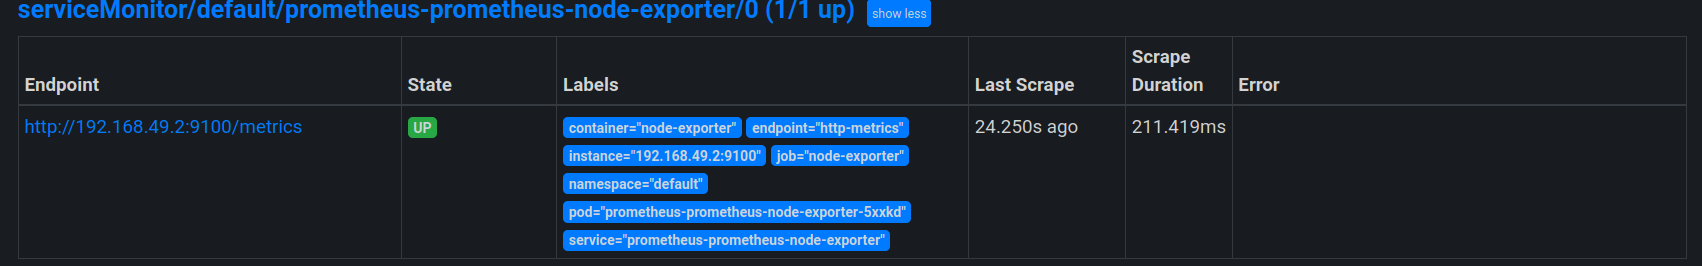 serviceMonitor/default/prometheus-prometheus-node-exporter/0 (1/1 up) show less
Endpoint State Labels Last Scrape Scrape Duration Error
http://192.168.49.2:9100/metrics UP container="node-exporter" endpoint="http-metrics" 24.250s ago 211.419ms
instance="192.168.49.2:9100" job="node-exporter"
namespace="default"
pod="prometheus-prometheus-node-exporter-5xxkd"
service="prometheus-prometheus-node-exporter"